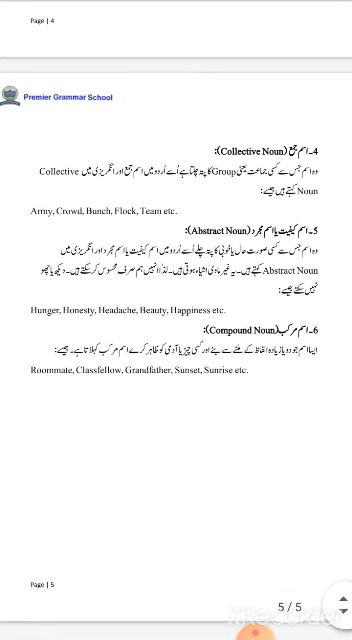 Page | 4
Premier Grammar School
4۔ اسم جمع (Collective Noun):
وہ اسم جس سے کسی جماعت یعنی Group کا پتہ چلتا ہے اُسے اُردو میں اسم جمع اور انگریزی میں Collective
Noun کہتے ہیں جیسے:
Army, Crowd, Bunch, Flock, Team etc.
5۔ اسم کیفیت یا اسم مجرد (Abstract Noun):
وہ اسم جس سے کسی صورت حال یا خوبی کا پتہ چلے اُسے اُردو میں اسم کیفیت یا اسم مجرد اور انگریزی میں
Abstract Noun کہتے ہیں۔ یہ غیر مادی اشیاء ہوتی ہیں۔ لہٰذا انہیں ہم صرف محسوس کر سکتے ہیں۔ دیکھ یا چھو
نہیں سکتے جیسے:
Hunger, Honesty, Headache, Beauty, Happiness etc.
6۔ اسم مرکب (Compound Noun):
ایسا اسم جو دو یا زیادہ الفاظ کے ملنے سے بنے اور کسی چیز یا آدمی کو ظاہر کرے اسم مرکب کہلاتا ہے۔ جیسے:
Roommate, Classfellow, Grandfather, Sunset, Sunrise etc.
Page | 5
5 / 5
XRecorder